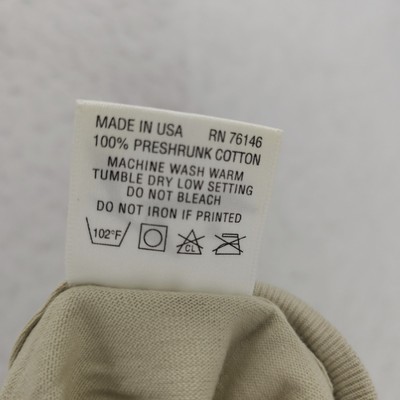 MADE IN USA RN 76146
100% PRESHRUNK COTTON
MACHINE WASH WARM
TUMBLE DRY LOW SETTING
DO NOT BLEACH
DO NOT IRON IF PRINTED
102°F CL